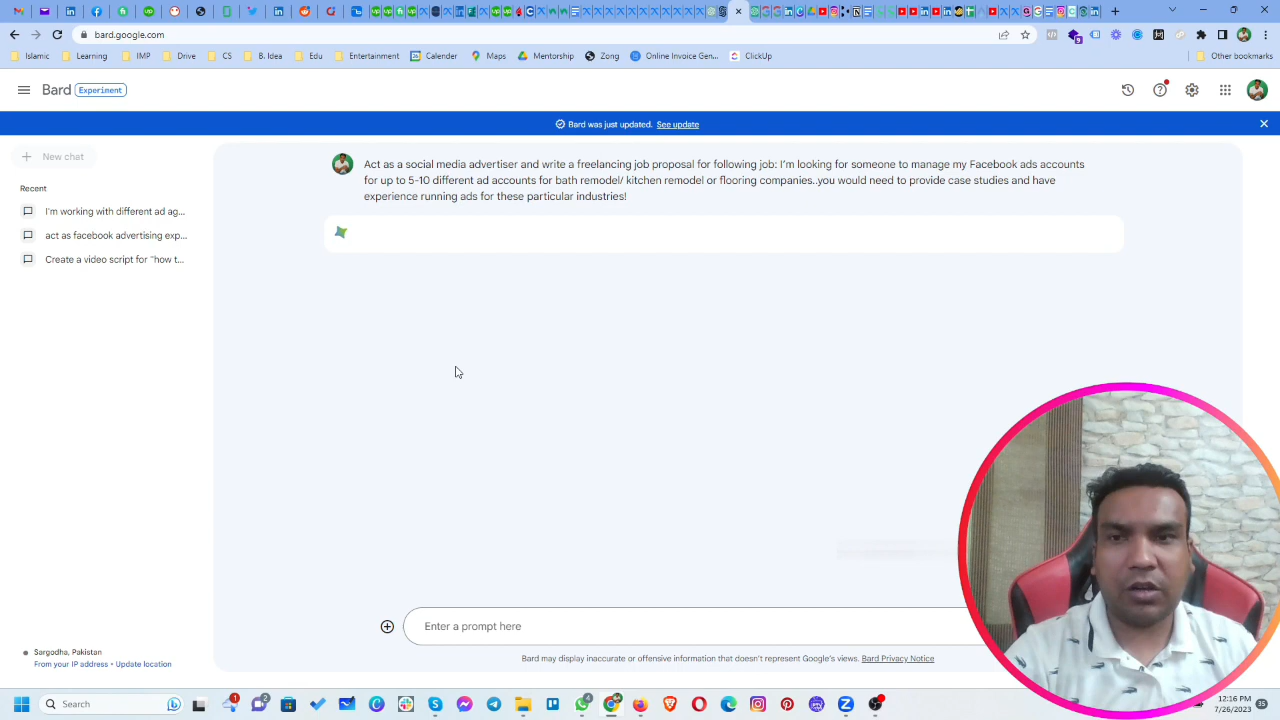 bard.google.com
Islamic
Learning
IMP
Drive
CS
B. Idea
Edu
Entertainment
Calender
Maps
Mentorship
Zong
Online Invoice Gen...
ClickUp
Other bookmarks
Bard Experiment
Bard was just updated. See update
New chat
Recent
I'm working with different ad ag...
act as facebook advertising exp...
Create a video script for "how t...
Act as a social media advertiser and write a freelancing job proposal for following job: I'm looking for someone to manage my Facebook ads accounts
for up to 5-10 different ad accounts for bath remodel/ kitchen remodel or flooring companies..you would need to provide case studies and have
experience running ads for these particular industries!
Enter a prompt here
Bard may display inaccurate or offensive information that doesn't represent Google's views. Bard Privacy Notice
Sargodha, Pakistan
From your IP address • Update location
Search
12:16 PM
7/26/2023